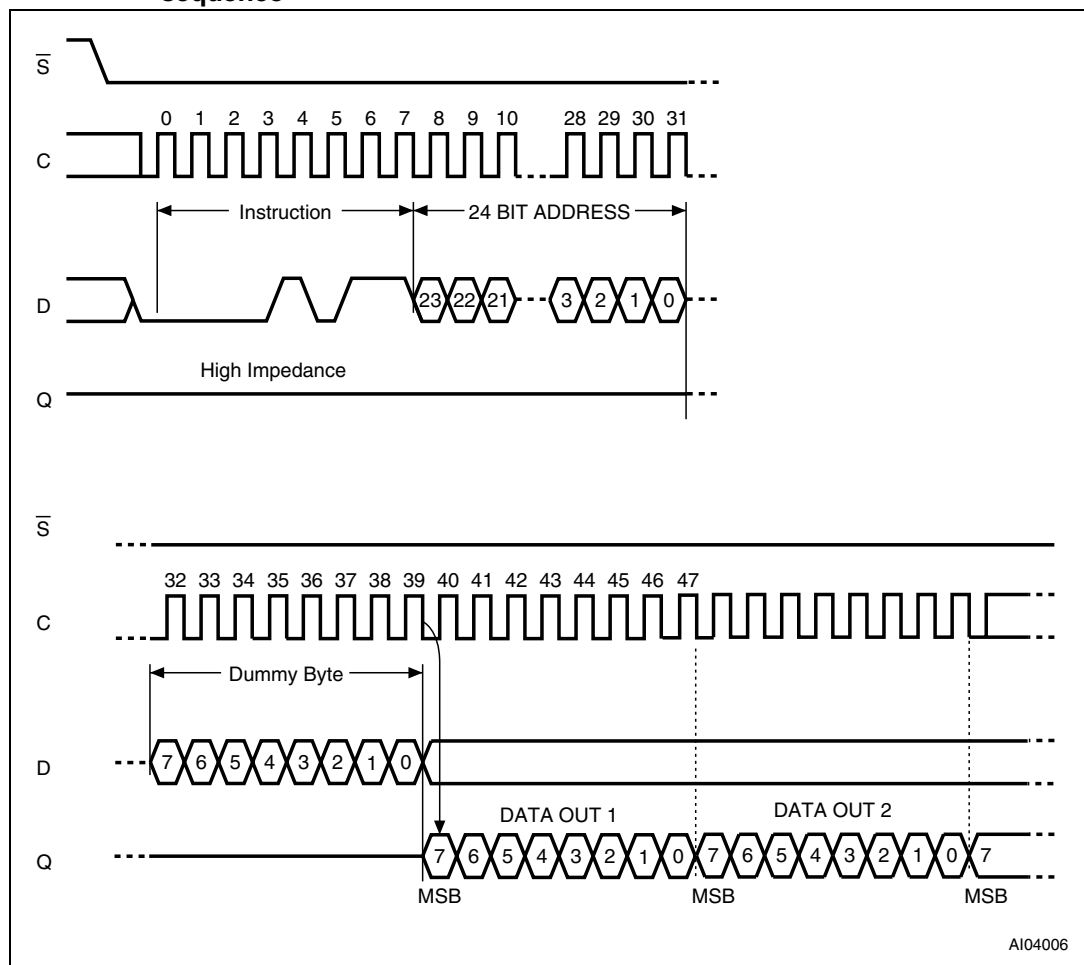 S
0 1 2 3 4 5 6 7 8 9 10 28 29 30 31
C
Instruction 24 BIT ADDRESS
D 23 22 21 3 2 1 0
High Impedance
Q
S
32 33 34 35 36 37 38 39 40 41 42 43 44 45 46 47
C
Dummy Byte
D 7 6 5 4 3 2 1 0
DATA OUT 1 DATA OUT 2
Q 7 6 5 4 3 2 1 0 7 6 5 4 3 2 1 0 7
MSB MSB MSB
AI04006